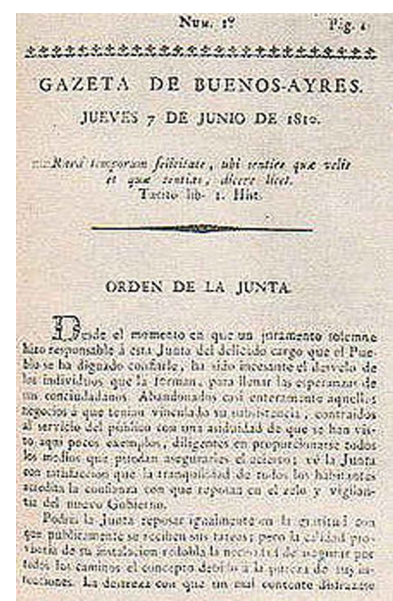 Num. 1º Pág. 1
GAZETA DE BUENOS-AYRES.
JUEVES 7 DE JUNIO DE 1810.
Rara temporum felicitate, ubi sentire quæ velis
et quæ sentias, dicere licet.
Tacito lib. 1. Hist.
ORDEN DE LA JUNTA.
Desde el momento en que un juramento solemne
hizo responsable á esta Junta del delicado cargo que el Pue-
blo se ha dignado confiarle, ha sido incesante el desvelo de
los individuos que la forman, para llenar las esperanzas de
sus conciudadanos. Abandonados casi enteramente aquellos
negocios á que tenian vinculada su subsistencia, contraidos
al servicio del público con una asiduidad de que se han vis-
to aqui pocos exemplos, diligentes en proporcionarse todos
los medios que puedan asegurarles el acierto; vé la Junta
con satisfaccion que la tranquilidad de todos los habitantes
acredita la confianza con que reposan en el zelo y vigilan-
cia del nuevo Gobierno.
Podria la Junta reposar igualmente en la gratitud con
que publicamente se reciben sus tareas; pero la calidad pro-
visoria de su instalacion redobla la necesidad de asegurar por
todos los caminos el concepto debido á la pureza de sus in-
tenciones. La destreza con que un mal contento disfrazase